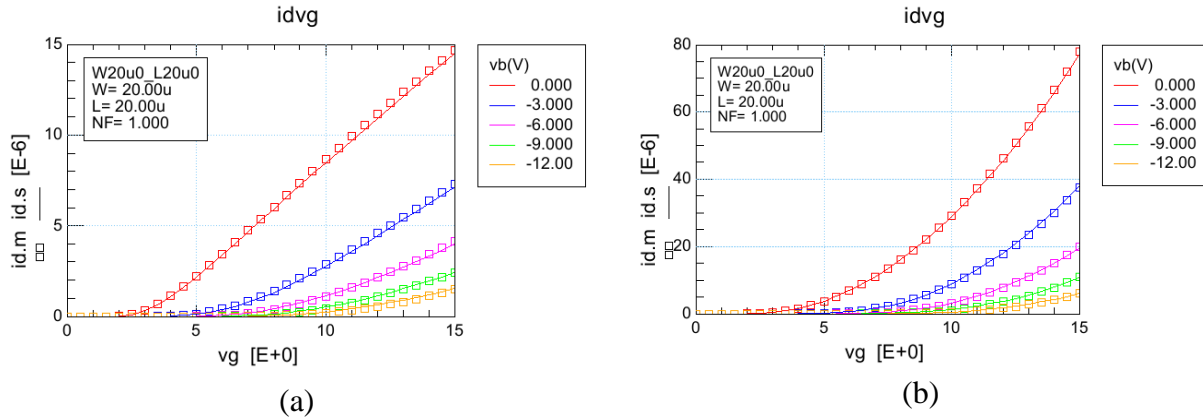 idvg
15
10
5
0
id.m id.s [E-6]
W20u0_L20u0
W= 20.00u
L= 20.00u
NF= 1.000
0 5 10 15
vg [E+0]
vb(V)
0.000
-3.000
-6.000
-9.000
-12.00
(a)
idvg
80
60
40
20
0
id.m id.s [E-6]
W20u0_L20u0
W= 20.00u
L= 20.00u
NF= 1.000
0 5 10 15
vg [E+0]
vb(V)
0.000
-3.000
-6.000
-9.000
-12.00
(b)